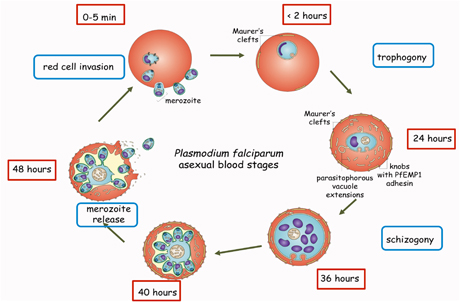 0-5 min
< 2 hours
Maurer's
clefts
red cell invasion
trophogony
merozoite
Maurer's
clefts
24 hours
Plasmodium falciparum
asexual blood stages
48 hours
knobs
with PfEMP1
adhesin
parasitophorous
vacuole
extensions
merozoite
release
schizogony
36 hours
40 hours